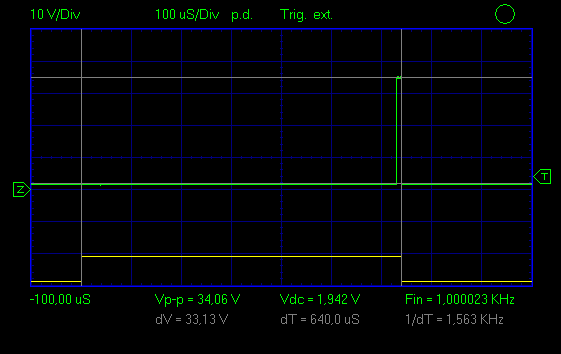 10 V/Div 100 uS/Div p.d. Trig. ext.
Z
T
-100,00 uS Vp-p = 34,06 V Vdc = 1,942 V Fin = 1,000023 KHz
dV = 33,13 V dT = 640,0 uS 1/dT = 1,563 KHz